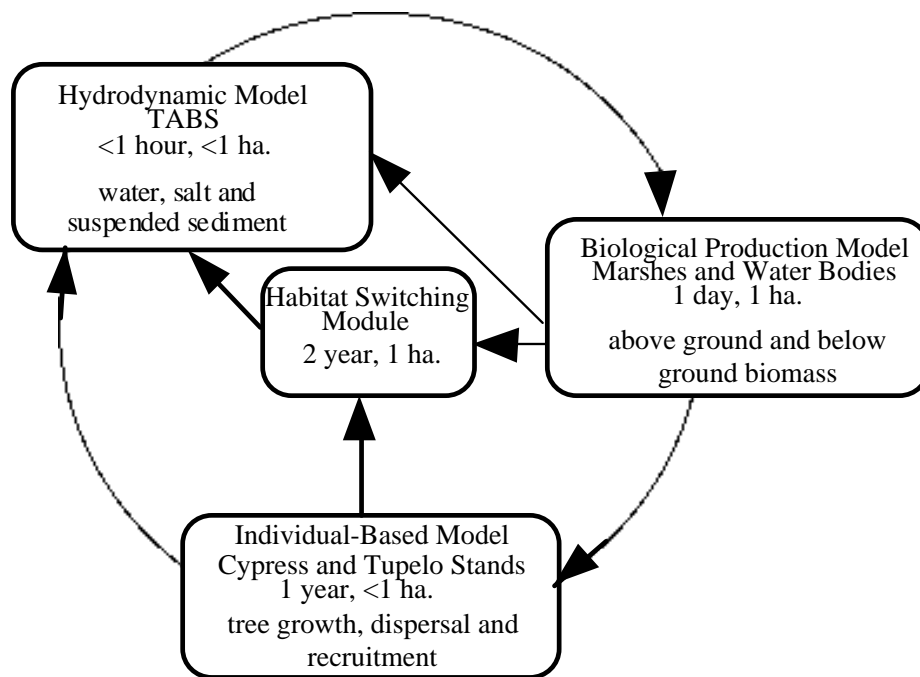 Hydrodynamic Model
TABS
<1 hour, <1 ha.
water, salt and
suspended sediment
Biological Production Model
Marshes and Water Bodies
1 day, 1 ha.
above ground and below
ground biomass
Habitat Switching
Module
2 year, 1 ha.
Individual-Based Model
Cypress and Tupelo Stands
1 year, <1 ha.
tree growth, dispersal and
recruitment